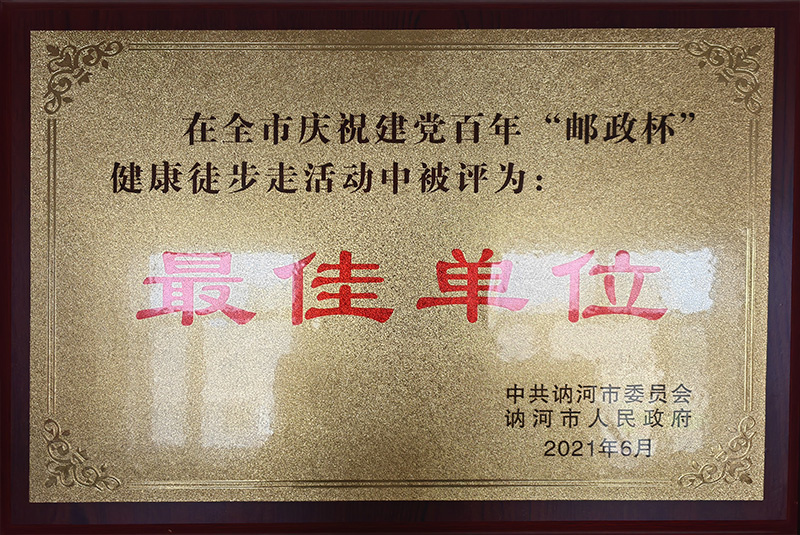 在全市庆祝建党百年“邮政杯”
健康徒步走活动中被评为：
最佳单位
中共讷河市委员会
讷河市人民政府
2021年6月